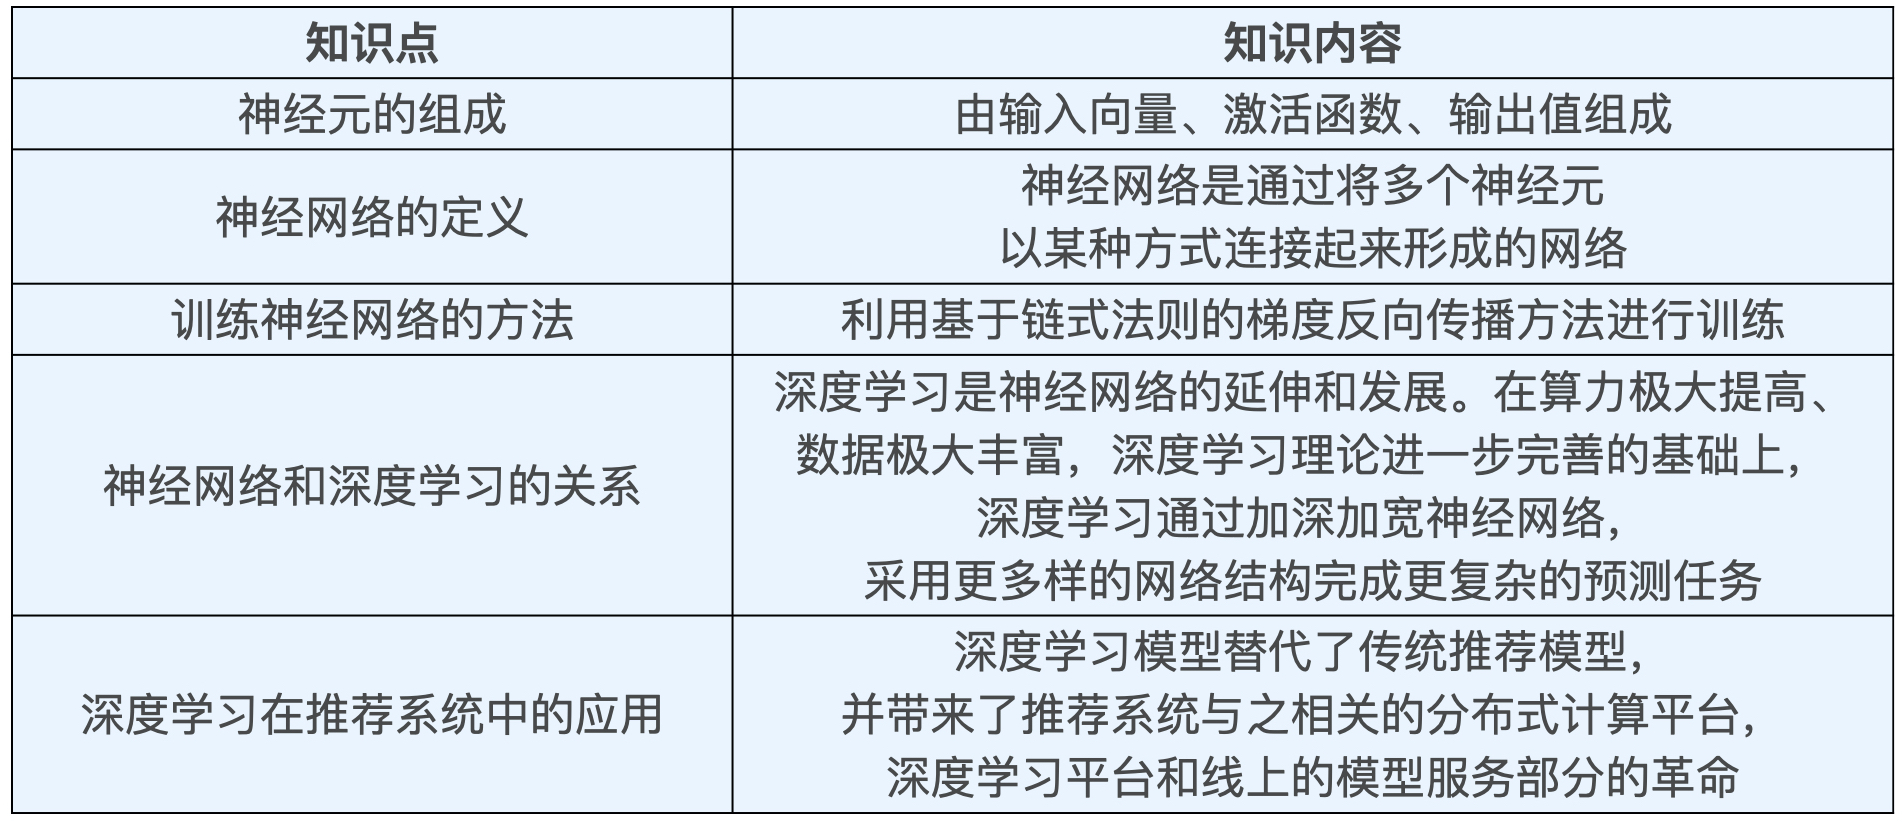 知识点
知识内容
神经元的组成
由输入向量、激活函数、输出值组成
神经网络的定义
神经网络是通过将多个神经元
以某种方式连接起来形成的网络
训练神经网络的方法
利用基于链式法则的梯度反向传播方法进行训练
神经网络和深度学习的关系
深度学习是神经网络的延伸和发展。在算力极大提高、
数据极大丰富，深度学习理论进一步完善的基础上，
深度学习通过加深加宽神经网络，
采用更多样的网络结构完成更复杂的预测任务
深度学习在推荐系统中的应用
深度学习模型替代了传统推荐模型，
并带来了推荐系统与之相关的分布式计算平台，
深度学习平台和线上的模型服务部分的革命